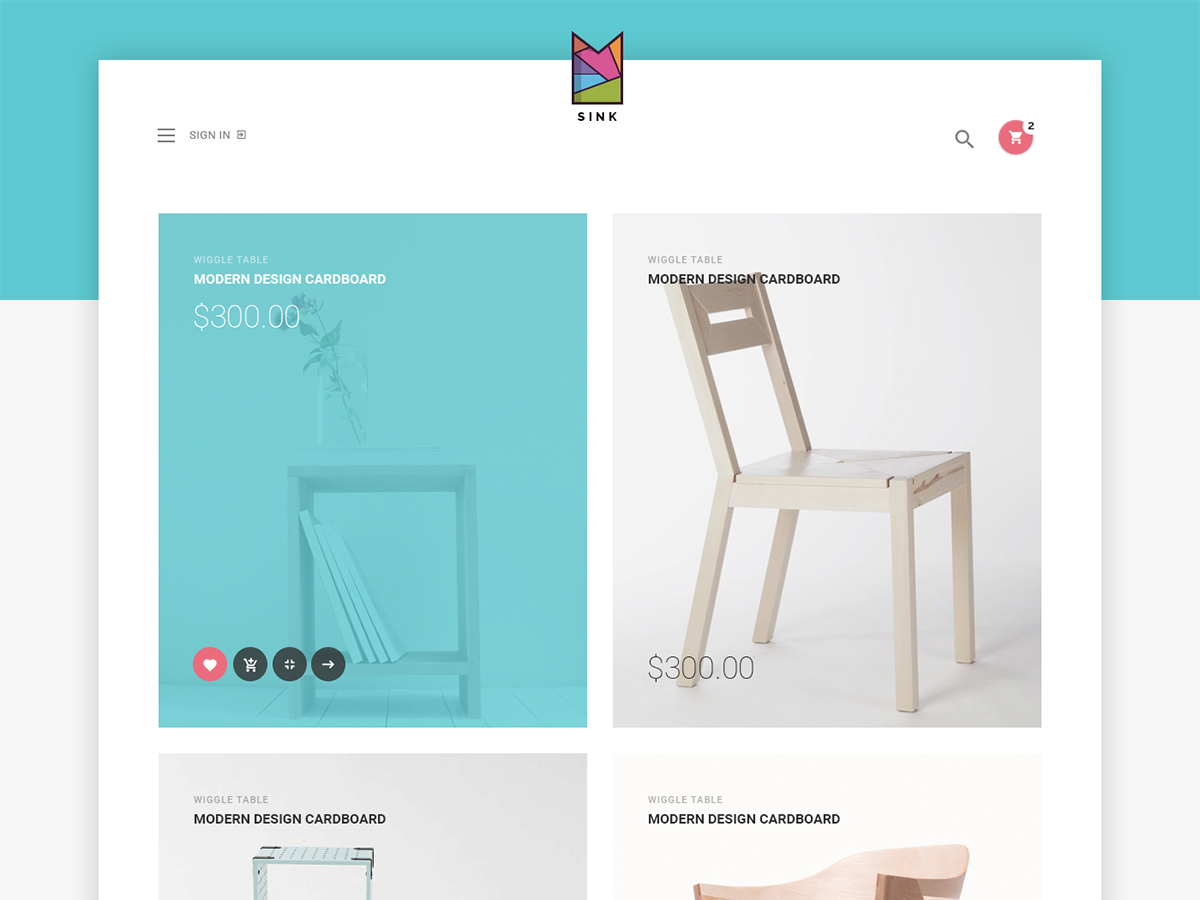 SINK
SIGN IN
2
WIGGLE TABLE
MODERN DESIGN CARDBOARD
$300.00
WIGGLE TABLE
MODERN DESIGN CARDBOARD
$300.00
WIGGLE TABLE
MODERN DESIGN CARDBOARD
WIGGLE TABLE
MODERN DESIGN CARDBOARD